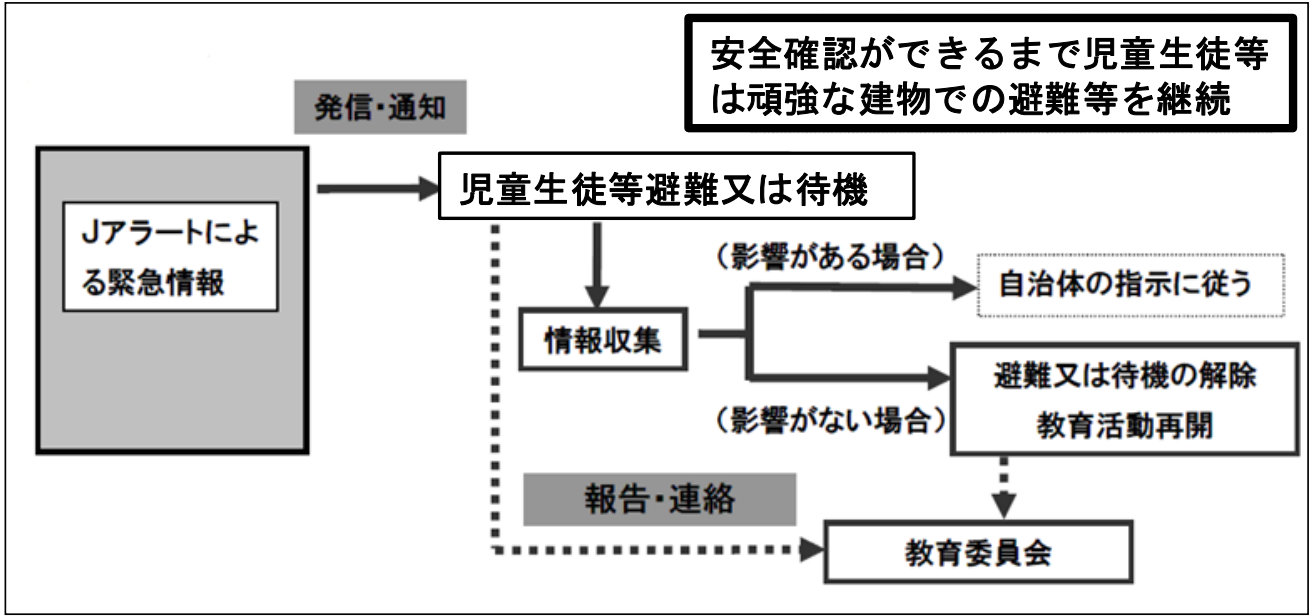 安全確認ができるまで児童生徒等
は頑強な建物での避難等を継続
発信・通知
児童生徒等避難又は待機
Jアラートによ
る緊急情報
（影響がある場合）
自治体の指示に従う
情報収集
避難又は待機の解除
教育活動再開
（影響がない場合）
報告・連絡
教育委員会